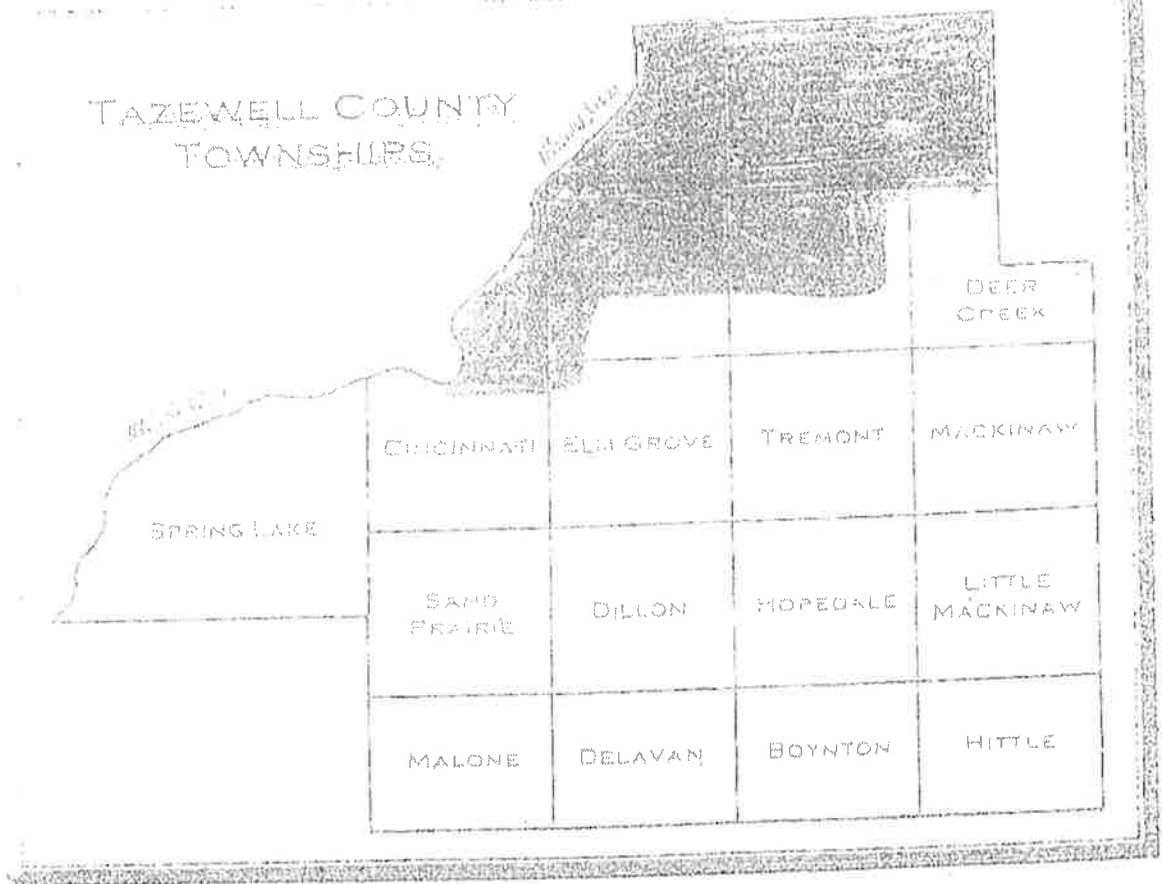 TAZEWELL COUNTY
TOWNSHIPS
DEER
CREEK
CINCINNATI
ELM GROVE
TREMONT
MACKINAW
SPRING LAKE
SAND
PRAIRIE
DILLON
HOPEDALE
LITTLE
MACKINAW
MALONE
DELAVAN
BOYNTON
HITTLE